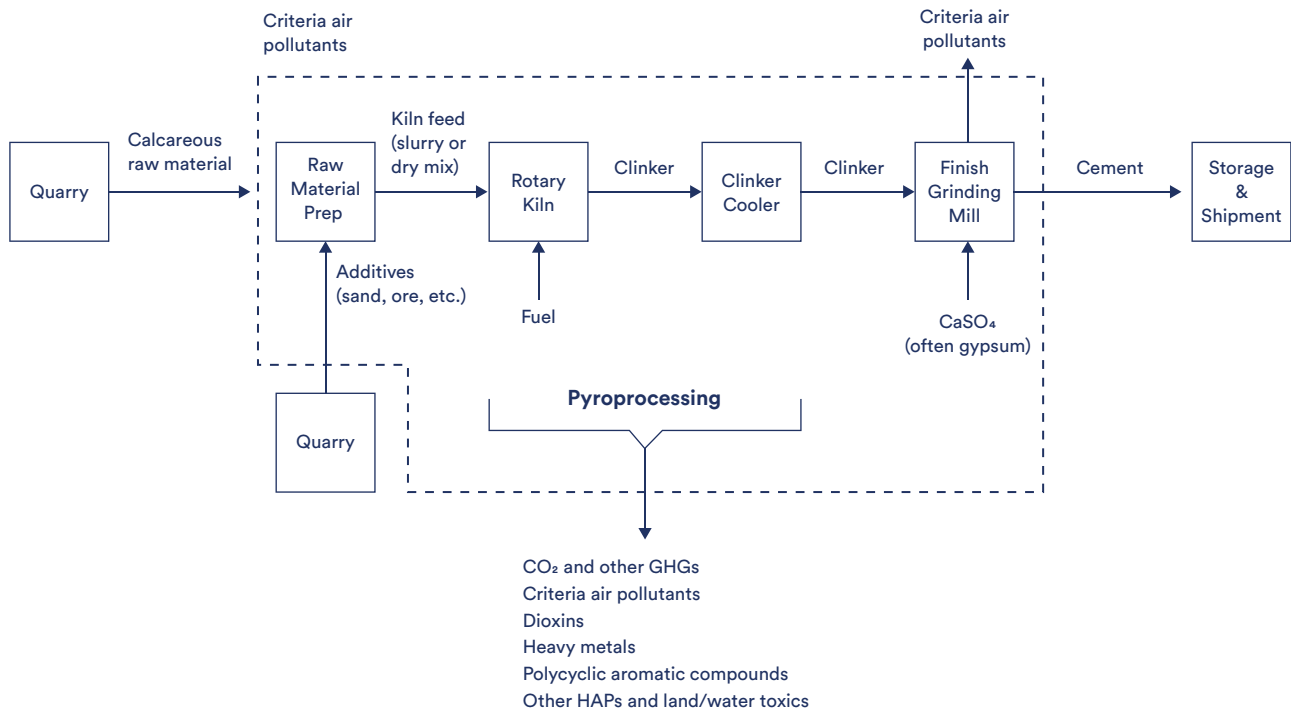 Criteria air
pollutants
Criteria air
pollutants
Quarry
Calcareous
raw material
Raw
Material
Prep
Kiln feed
(slurry or
dry mix)
Rotary
Kiln
Clinker
Clinker
Cooler
Clinker
Finish
Grinding
Mill
Cement
Storage
&
Shipment
Additives
(sand, ore, etc.)
Fuel
CaSO₄
(often gypsum)
Quarry
Pyroprocessing
CO₂ and other GHGs
Criteria air pollutants
Dioxins
Heavy metals
Polycyclic aromatic compounds
Other HAPs and land/water toxics